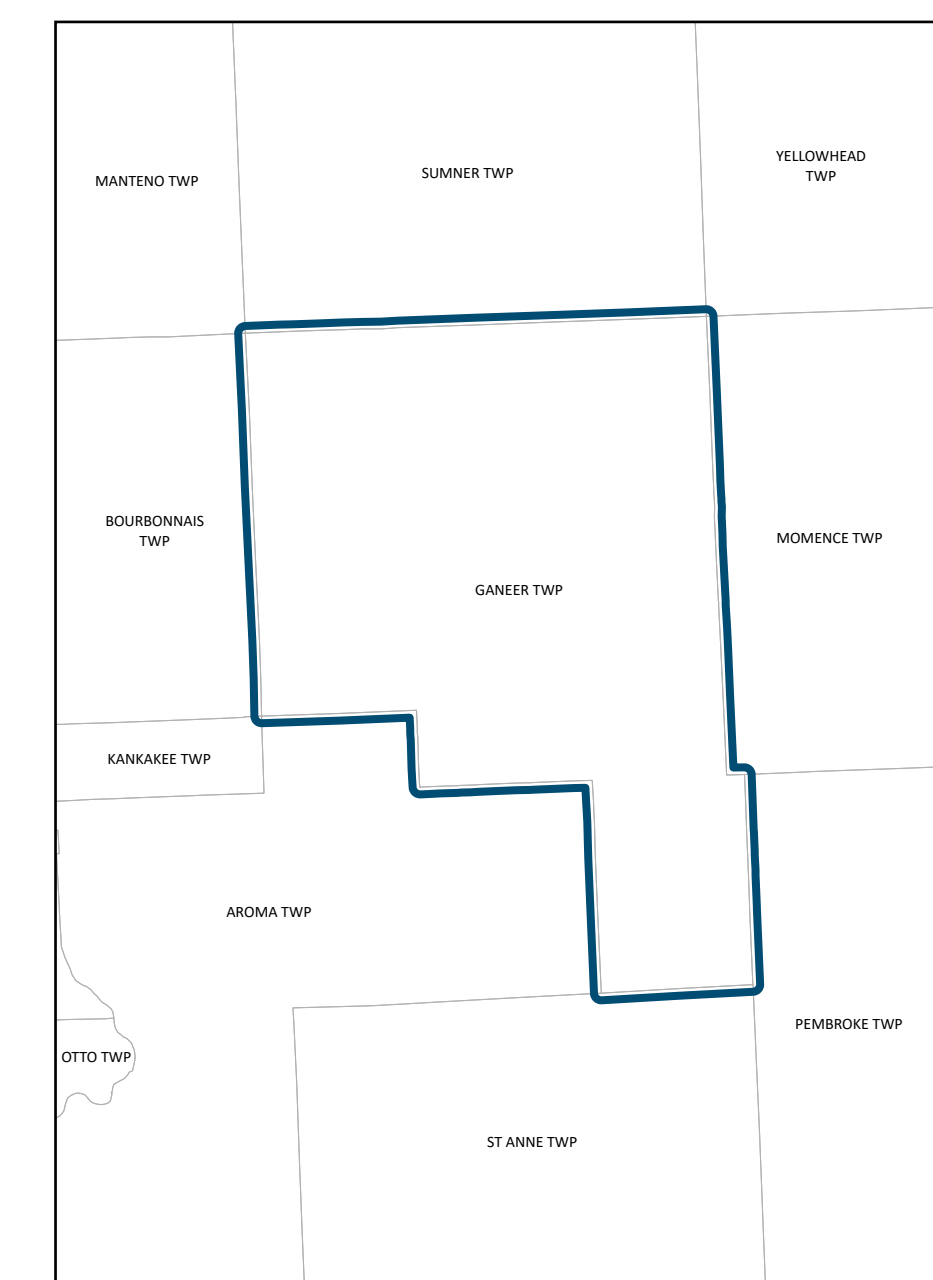 YELLOWHEAD
TWP
SUMNER TWP
MANTENO TWP
BOURBONNAIS
TWP
MOMENCE TWP
GANEER TWP
KANKAKEE TWP
AROMA TWP
PEMBROKE TWP
OTTO TWP
ST ANNE TWP